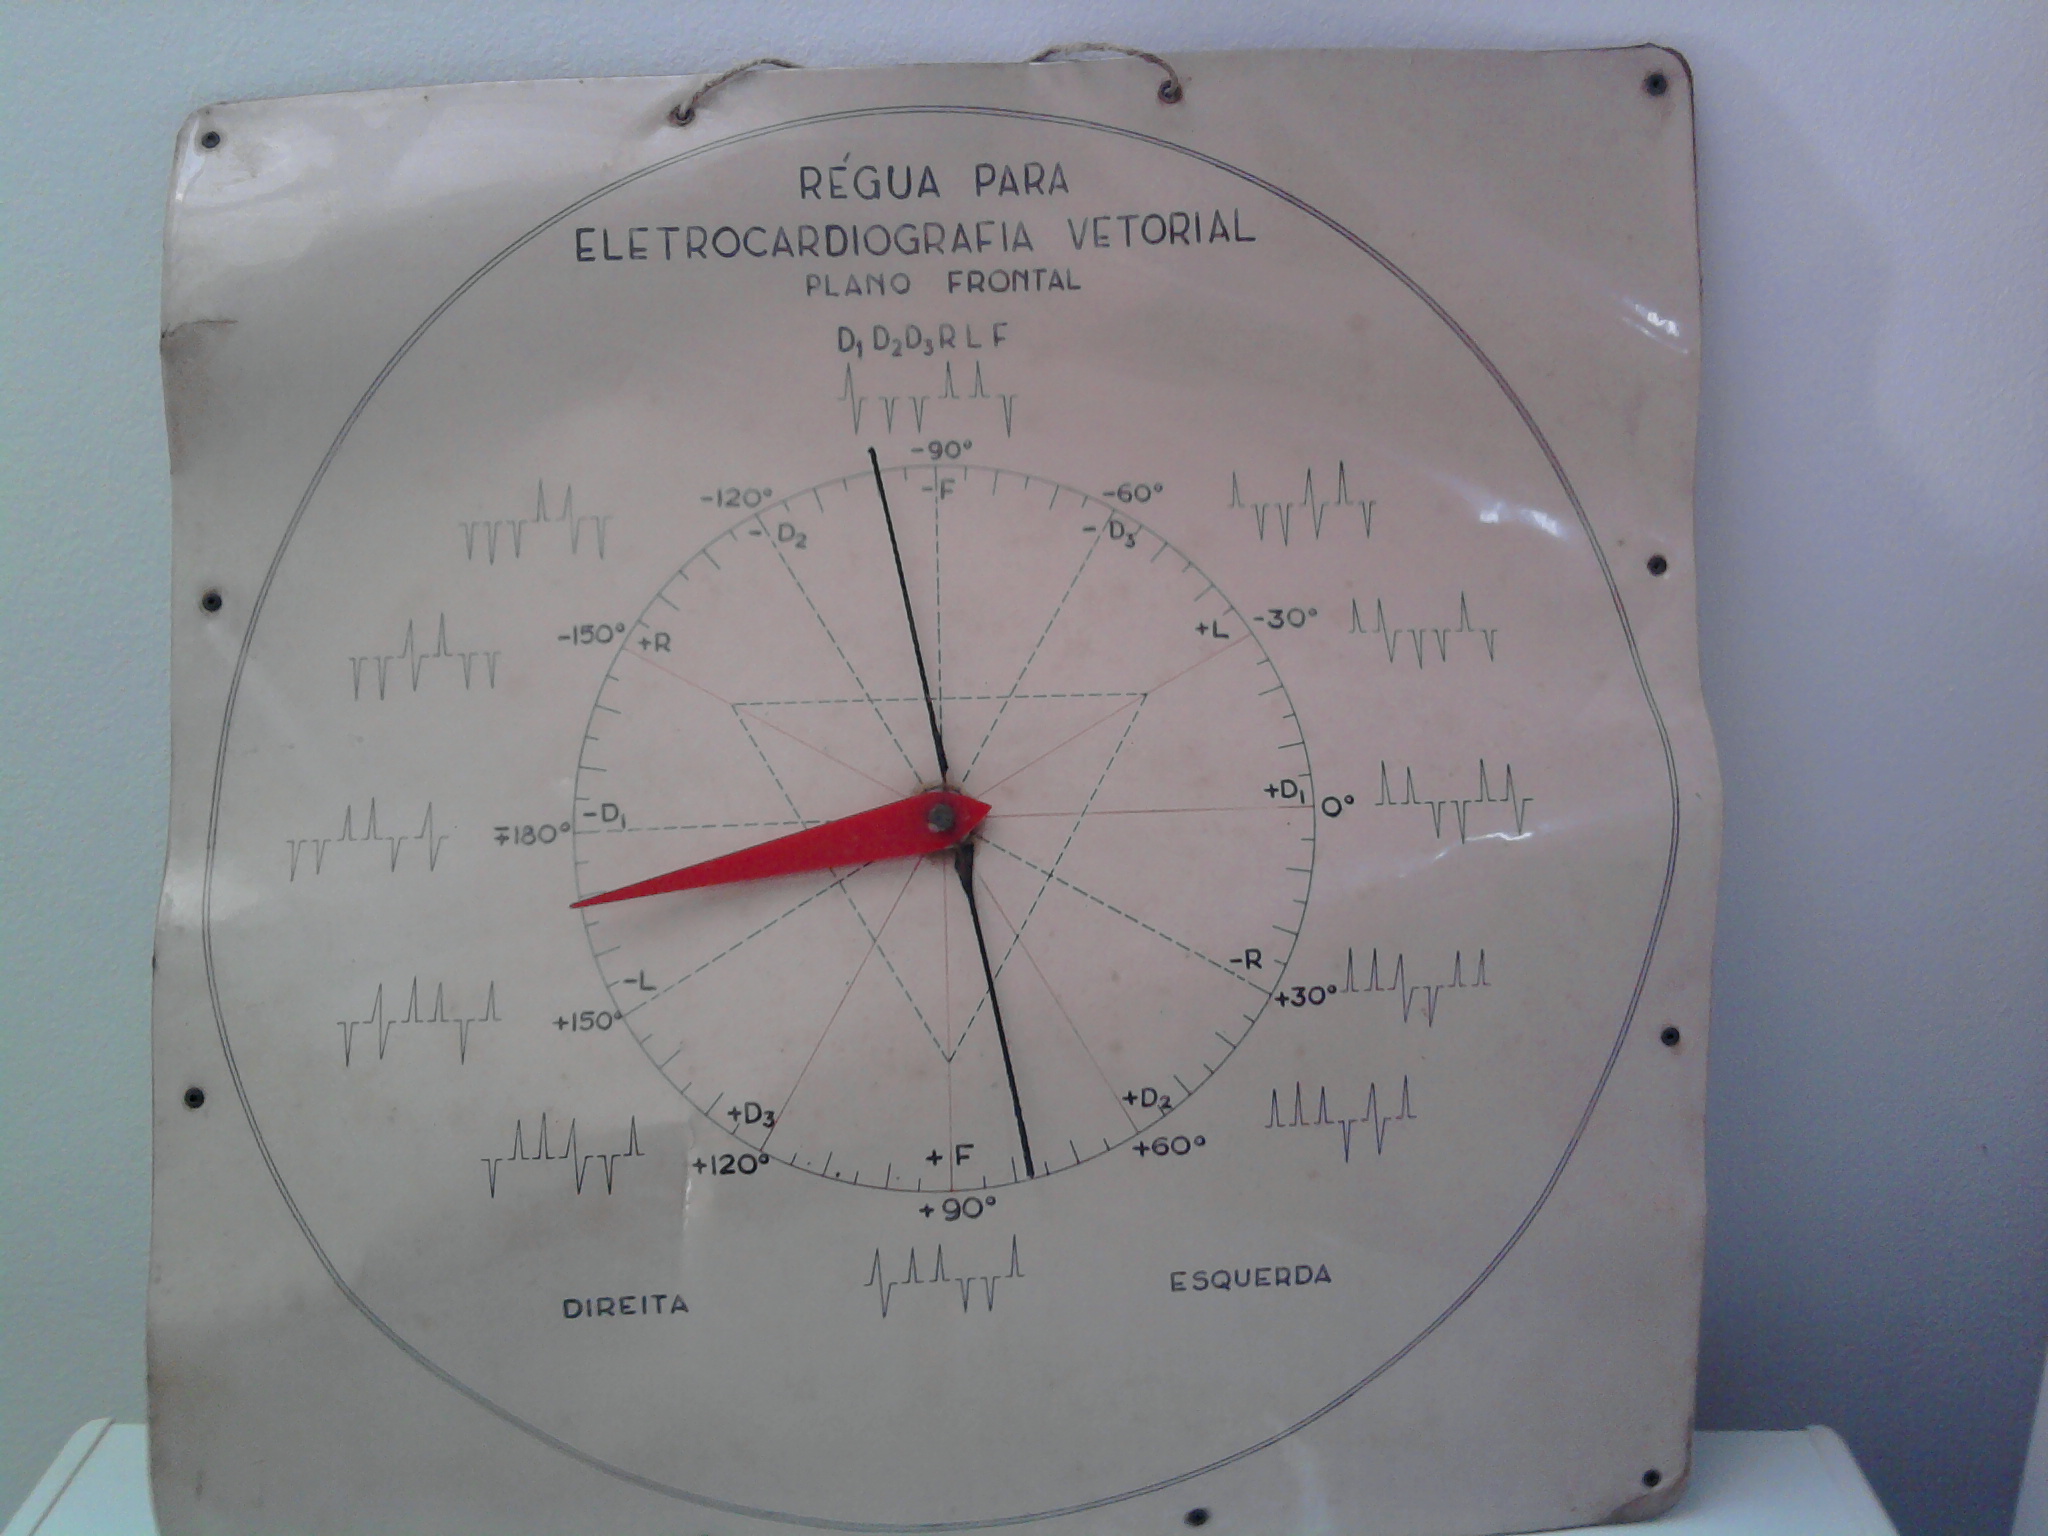 RÉGUA PARA
ELETROCARDIOGRAFIA VETORIAL
PLANO FRONTAL
D1 D2 D3 R L F
-90°
-F
-120°
- D2
-60°
- D3
-150°
+R
-30°
+L
∓180°
-D1
+D1
0°
-L
+150°
-R
+30°
+D3
+120°
+D2
+60°
+F
+90°
DIREITA
ESQUERDA